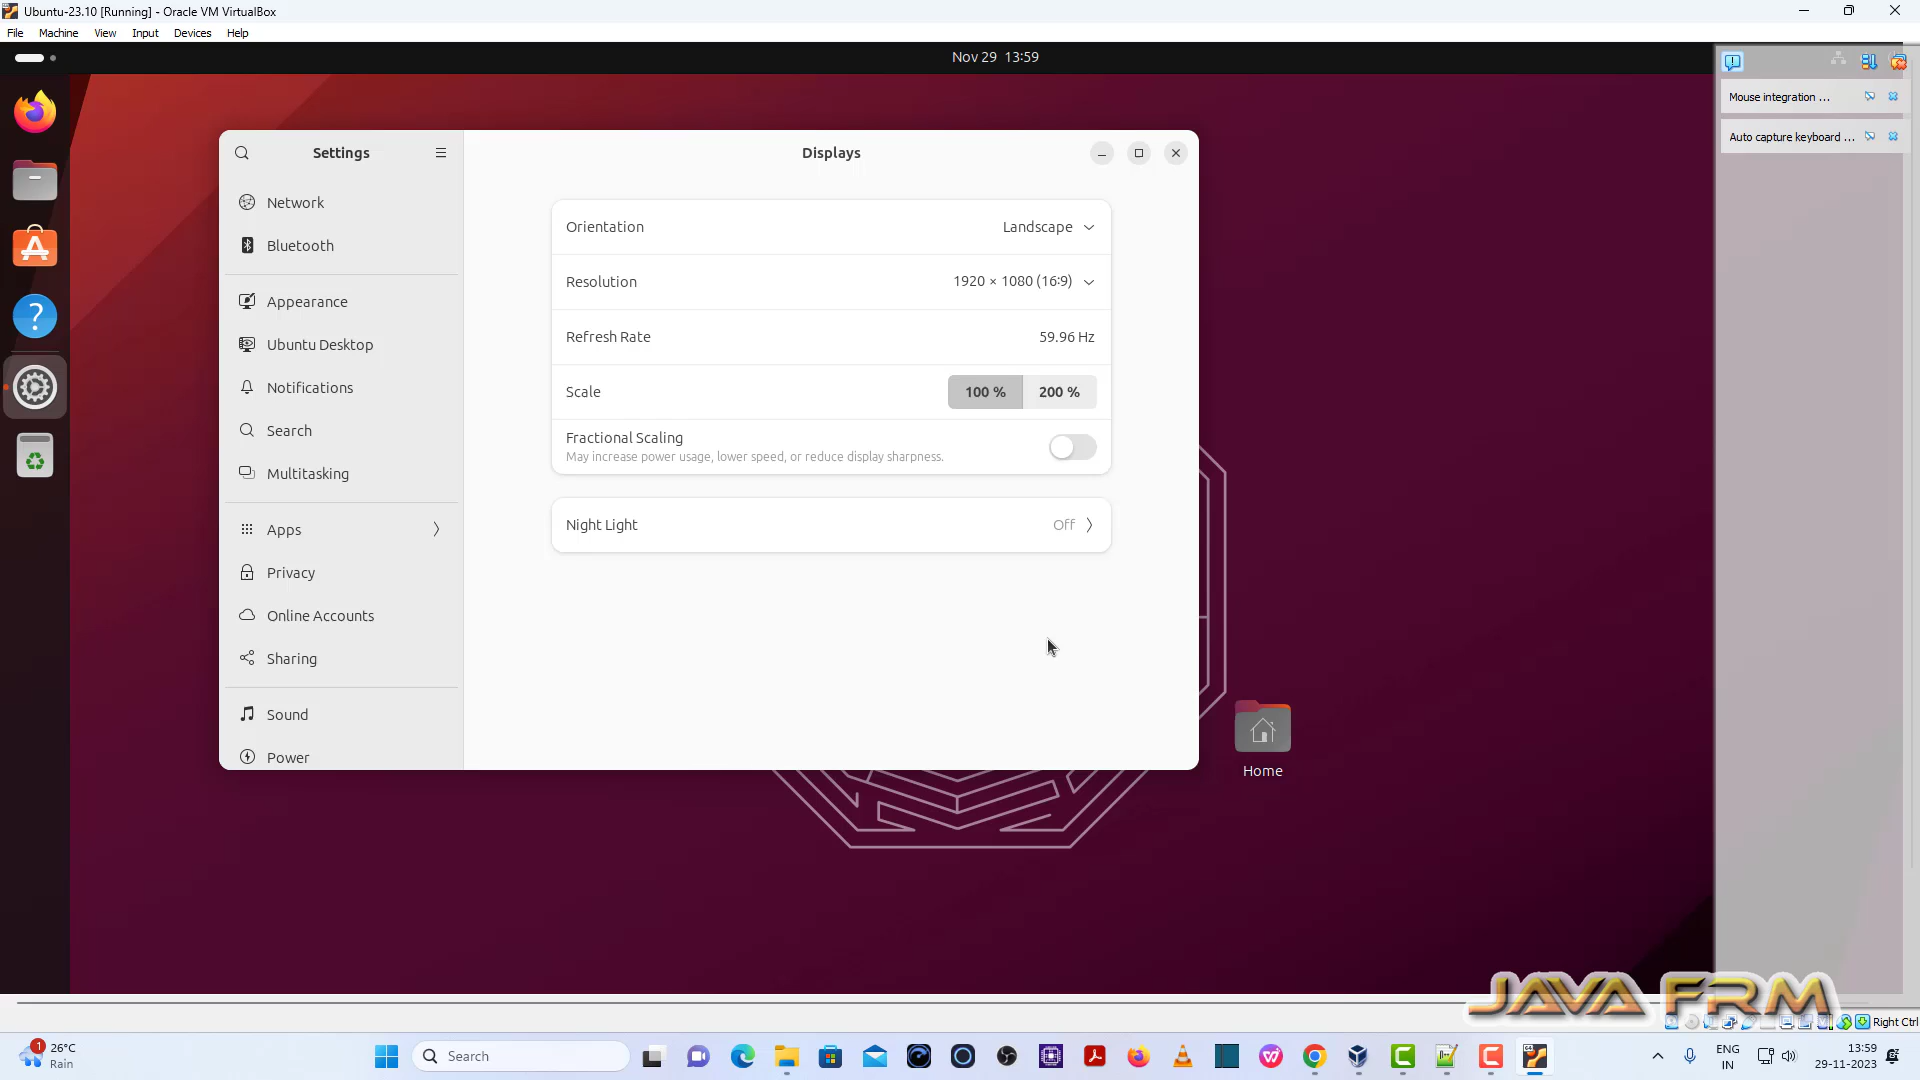 Ubuntu-23.10 [Running] - Oracle VM VirtualBox
File Machine View Input Devices Help
Nov 29 13:59
Mouse integration ...
Auto capture keyboard ...
Settings
Displays
Network
Bluetooth
Appearance
Ubuntu Desktop
Notifications
Search
Multitasking
Apps
Privacy
Online Accounts
Sharing
Sound
Power
Orientation Landscape
Resolution 1920 × 1080 (16:9)
Refresh Rate 59.96 Hz
Scale 100 % 200 %
Fractional Scaling
May increase power usage, lower speed, or reduce display sharpness.
Night Light Off
Home
JAVA FRM
Right Ctrl
1
26°C
Rain
Search
ENG
IN
13:59
29-11-2023